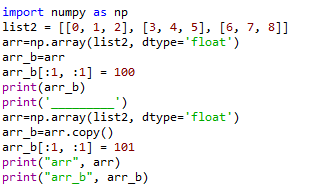 import numpy as np
list2 = [[0, 1, 2], [3, 4, 5], [6, 7, 8]]
arr=np.array(list2, dtype='float')
arr_b=arr
arr_b[:1, :1] = 100
print(arr_b)
print('_________')
arr=np.array(list2, dtype='float')
arr_b=arr.copy()
arr_b[:1, :1] = 101
print("arr", arr)
print("arr_b", arr_b)